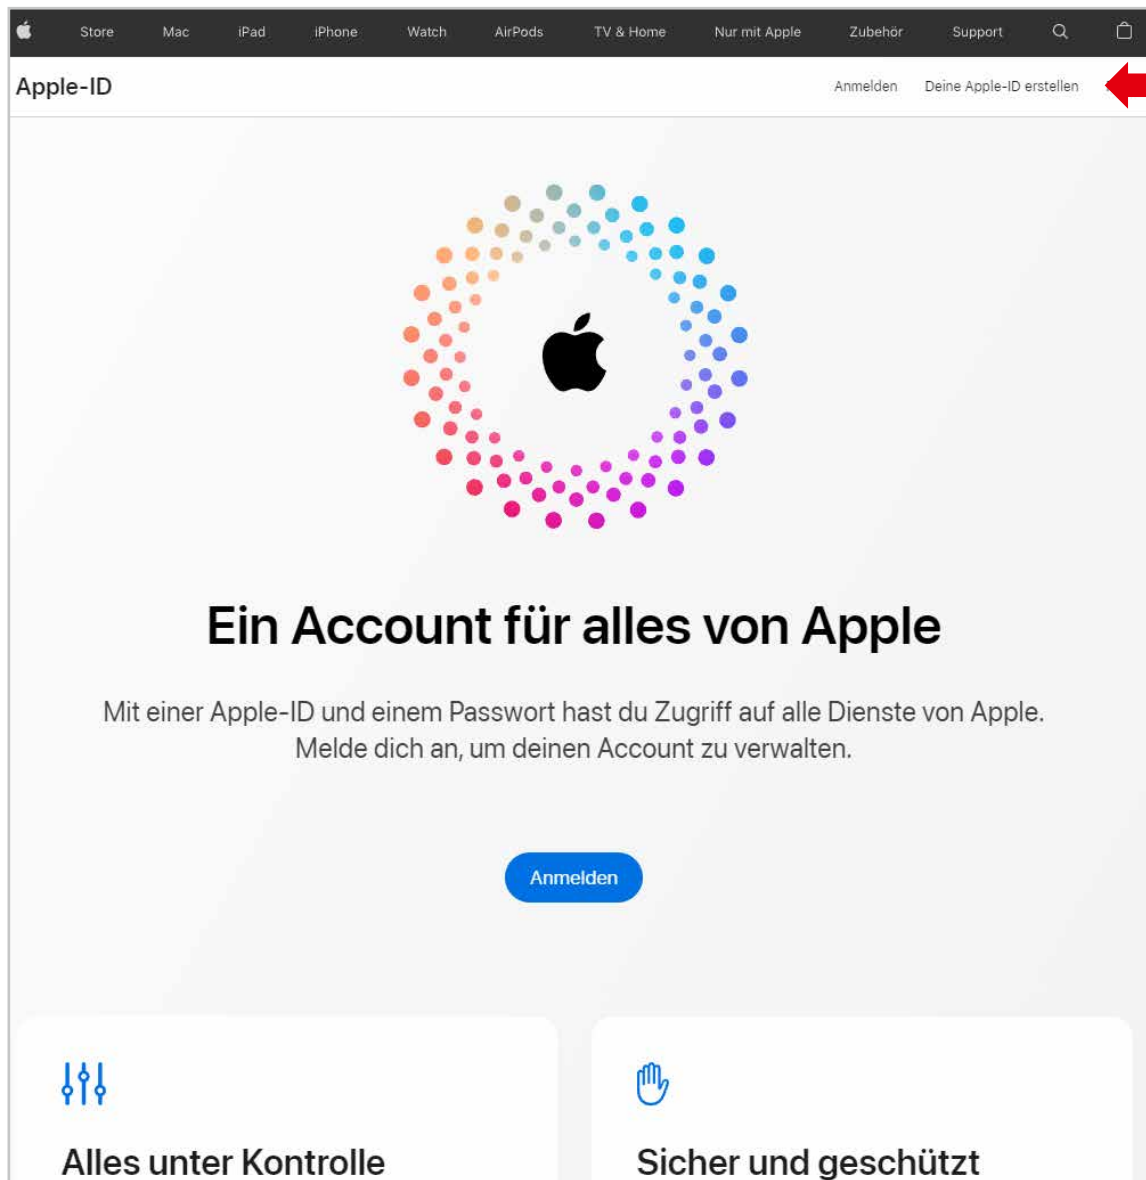 Store Mac iPad iPhone Watch AirPods TV & Home Nur mit Apple Zubehör Support
Apple-ID Anmelden Deine Apple-ID erstellen
Ein Account für alles von Apple
Mit einer Apple-ID und einem Passwort hast du Zugriff auf alle Dienste von Apple.
Melde dich an, um deinen Account zu verwalten.
Anmelden
Alles unter Kontrolle Sicher und geschützt